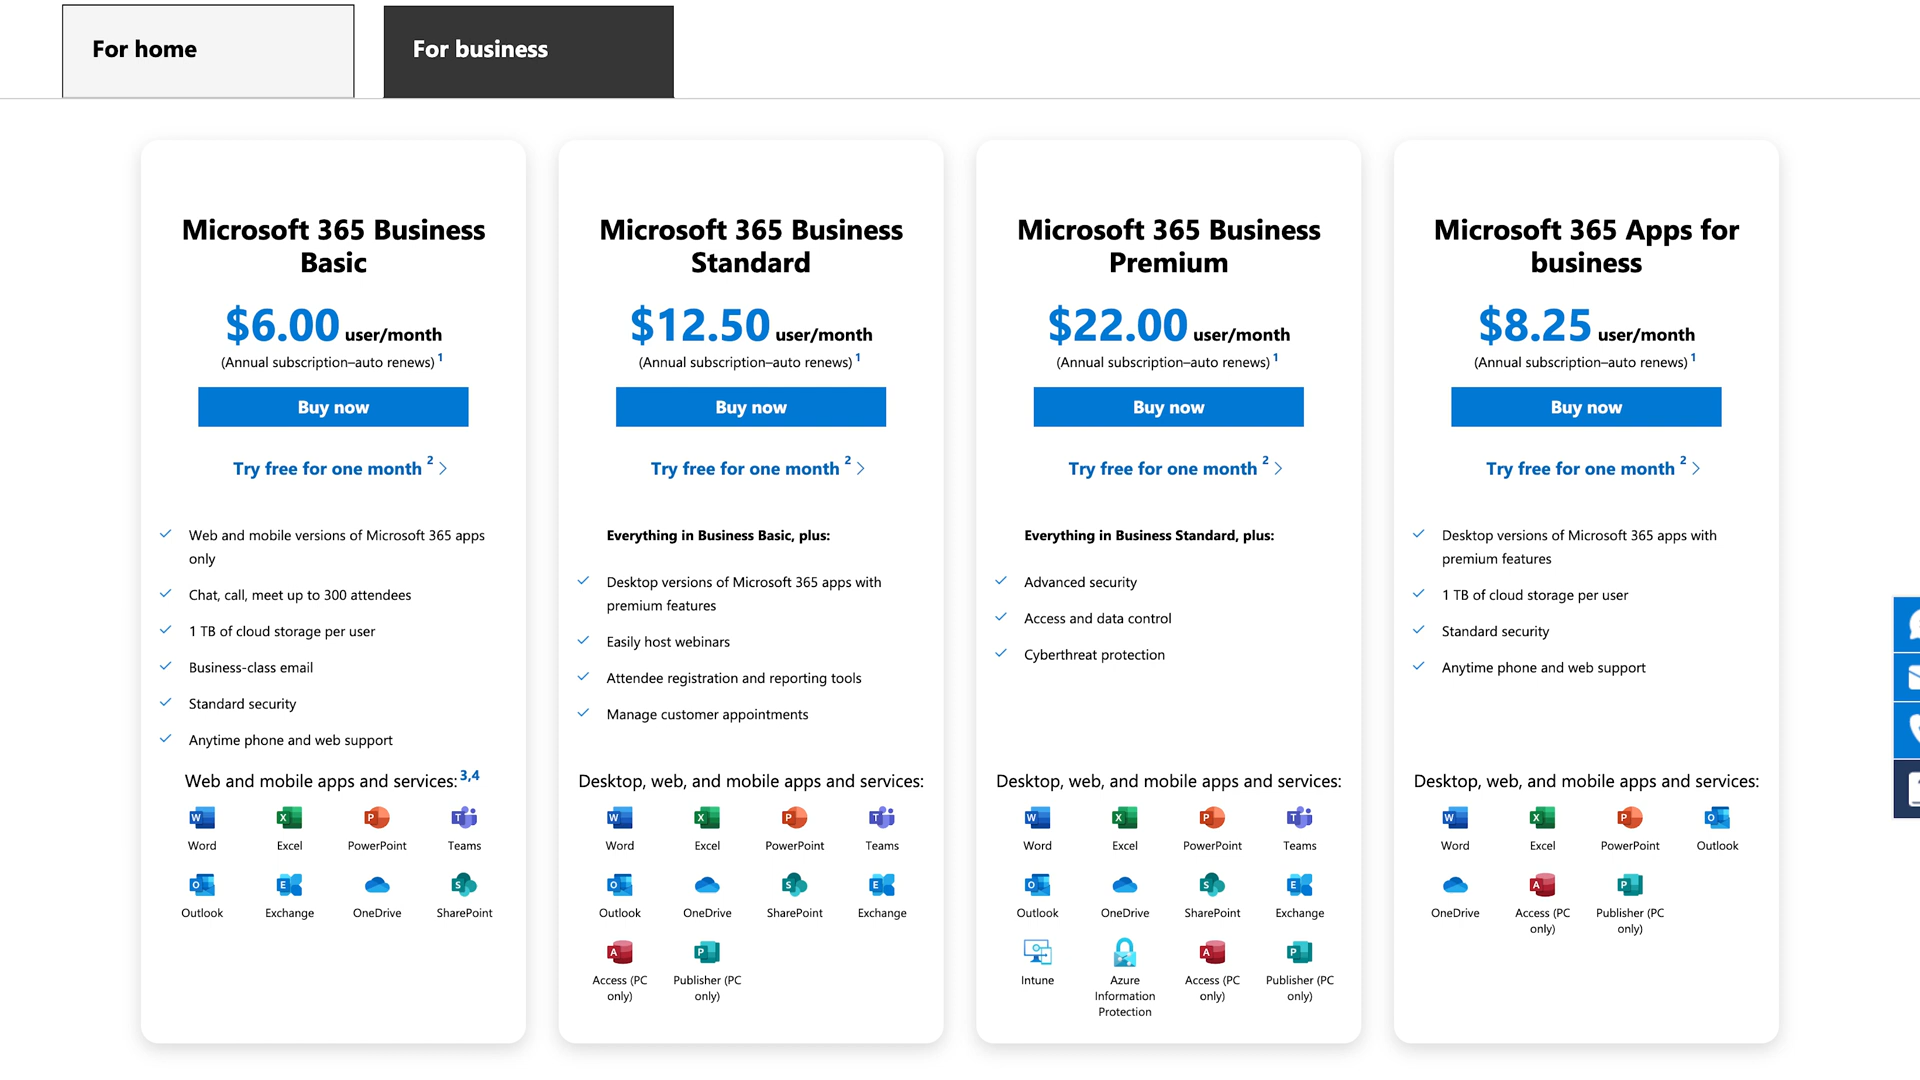 For home
For business
Microsoft 365 Business
Basic
$6.00 user/month
(Annual subscription–auto renews) 1
Buy now
Try free for one month 2
Web and mobile versions of Microsoft 365 apps
only
Chat, call, meet up to 300 attendees
1 TB of cloud storage per user
Business-class email
Standard security
Anytime phone and web support
Web and mobile apps and services: 3,4
Word Excel PowerPoint Teams
Outlook Exchange OneDrive SharePoint
Microsoft 365 Business
Standard
$12.50 user/month
(Annual subscription–auto renews) 1
Buy now
Try free for one month 2
Everything in Business Basic, plus:
Desktop versions of Microsoft 365 apps with
premium features
Easily host webinars
Attendee registration and reporting tools
Manage customer appointments
Desktop, web, and mobile apps and services:
Word Excel PowerPoint Teams
Outlook OneDrive SharePoint Exchange
Access (PC Publisher (PC
only) only)
Microsoft 365 Business
Premium
$22.00 user/month
(Annual subscription–auto renews) 1
Buy now
Try free for one month 2
Everything in Business Standard, plus:
Advanced security
Access and data control
Cyberthreat protection
Desktop, web, and mobile apps and services:
Word Excel PowerPoint Teams
Outlook OneDrive SharePoint Exchange
Intune Azure Access (PC Publisher (PC
Information only) only)
Protection
Microsoft 365 Apps for
business
$8.25 user/month
(Annual subscription–auto renews) 1
Buy now
Try free for one month 2
Desktop versions of Microsoft 365 apps with
premium features
1 TB of cloud storage per user
Standard security
Anytime phone and web support
Desktop, web, and mobile apps and services:
Word Excel PowerPoint Outlook
OneDrive Access (PC Publisher (PC
only) only)